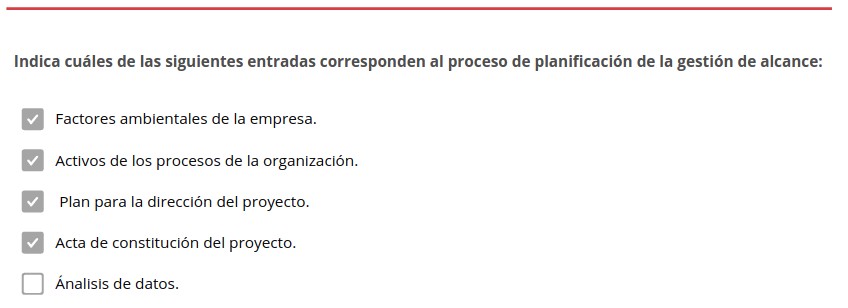 Indica cuáles de las siguientes entradas corresponden al proceso de planificación de la gestión de alcance:
Factores ambientales de la empresa.
Activos de los procesos de la organización.
Plan para la dirección del proyecto.
Acta de constitución del proyecto.
Ánalisis de datos.